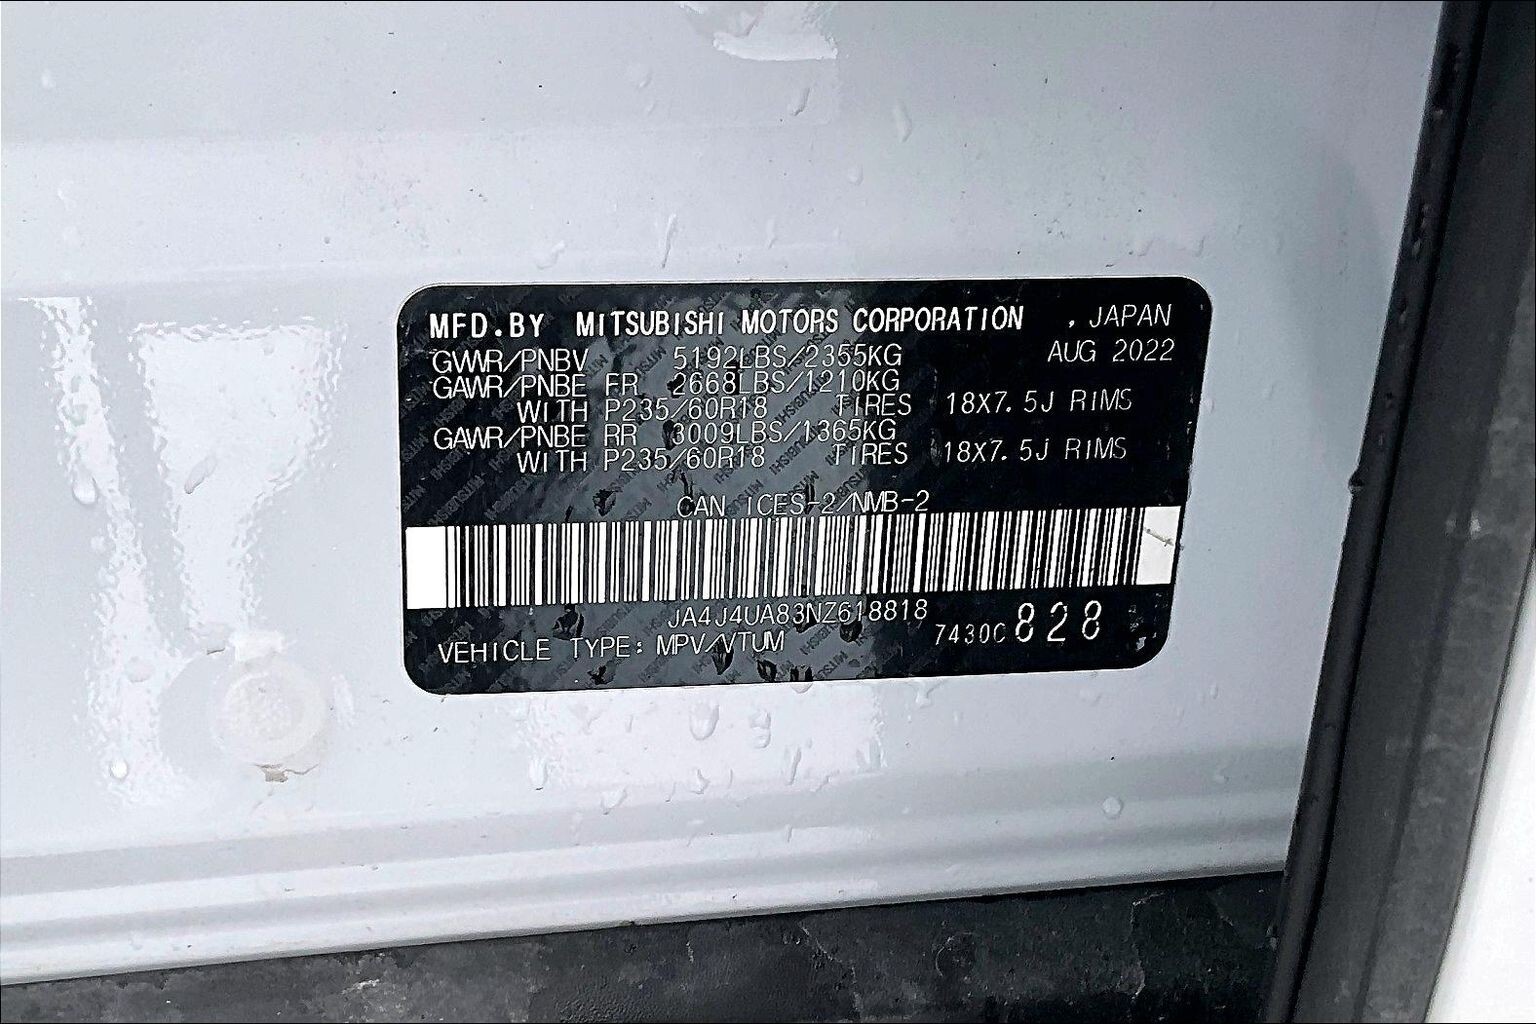 MFD.BY MITSUBISHI MOTORS CORPORATION , JAPAN
GVWR/PNBV 5192LBS/2355KG AUG 2022
GAWR/PNBE FR 2668LBS/1210KG
WITH P235/60R18 TIRES 18X7.5J RIMS
GAWR/PNBE RR 3009LBS/1365KG
WITH P235/60R18 TIRES 18X7.5J RIMS
CAN ICES-2/NMB-2
JA4J4UA83NZ618818
VEHICLE TYPE: MPV/VTUM 7430C 828